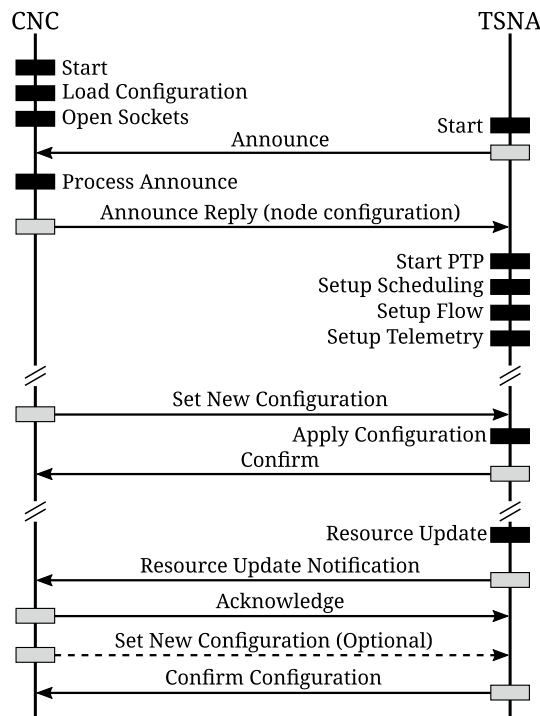 CNC TSNA
Start
Load Configuration
Open Sockets
Start
Announce
Process Announce
Announce Reply (node configuration)
Start PTP
Setup Scheduling
Setup Flow
Setup Telemetry
Set New Configuration
Apply Configuration
Confirm
Resource Update
Resource Update Notification
Acknowledge
Set New Configuration (Optional)
Confirm Configuration